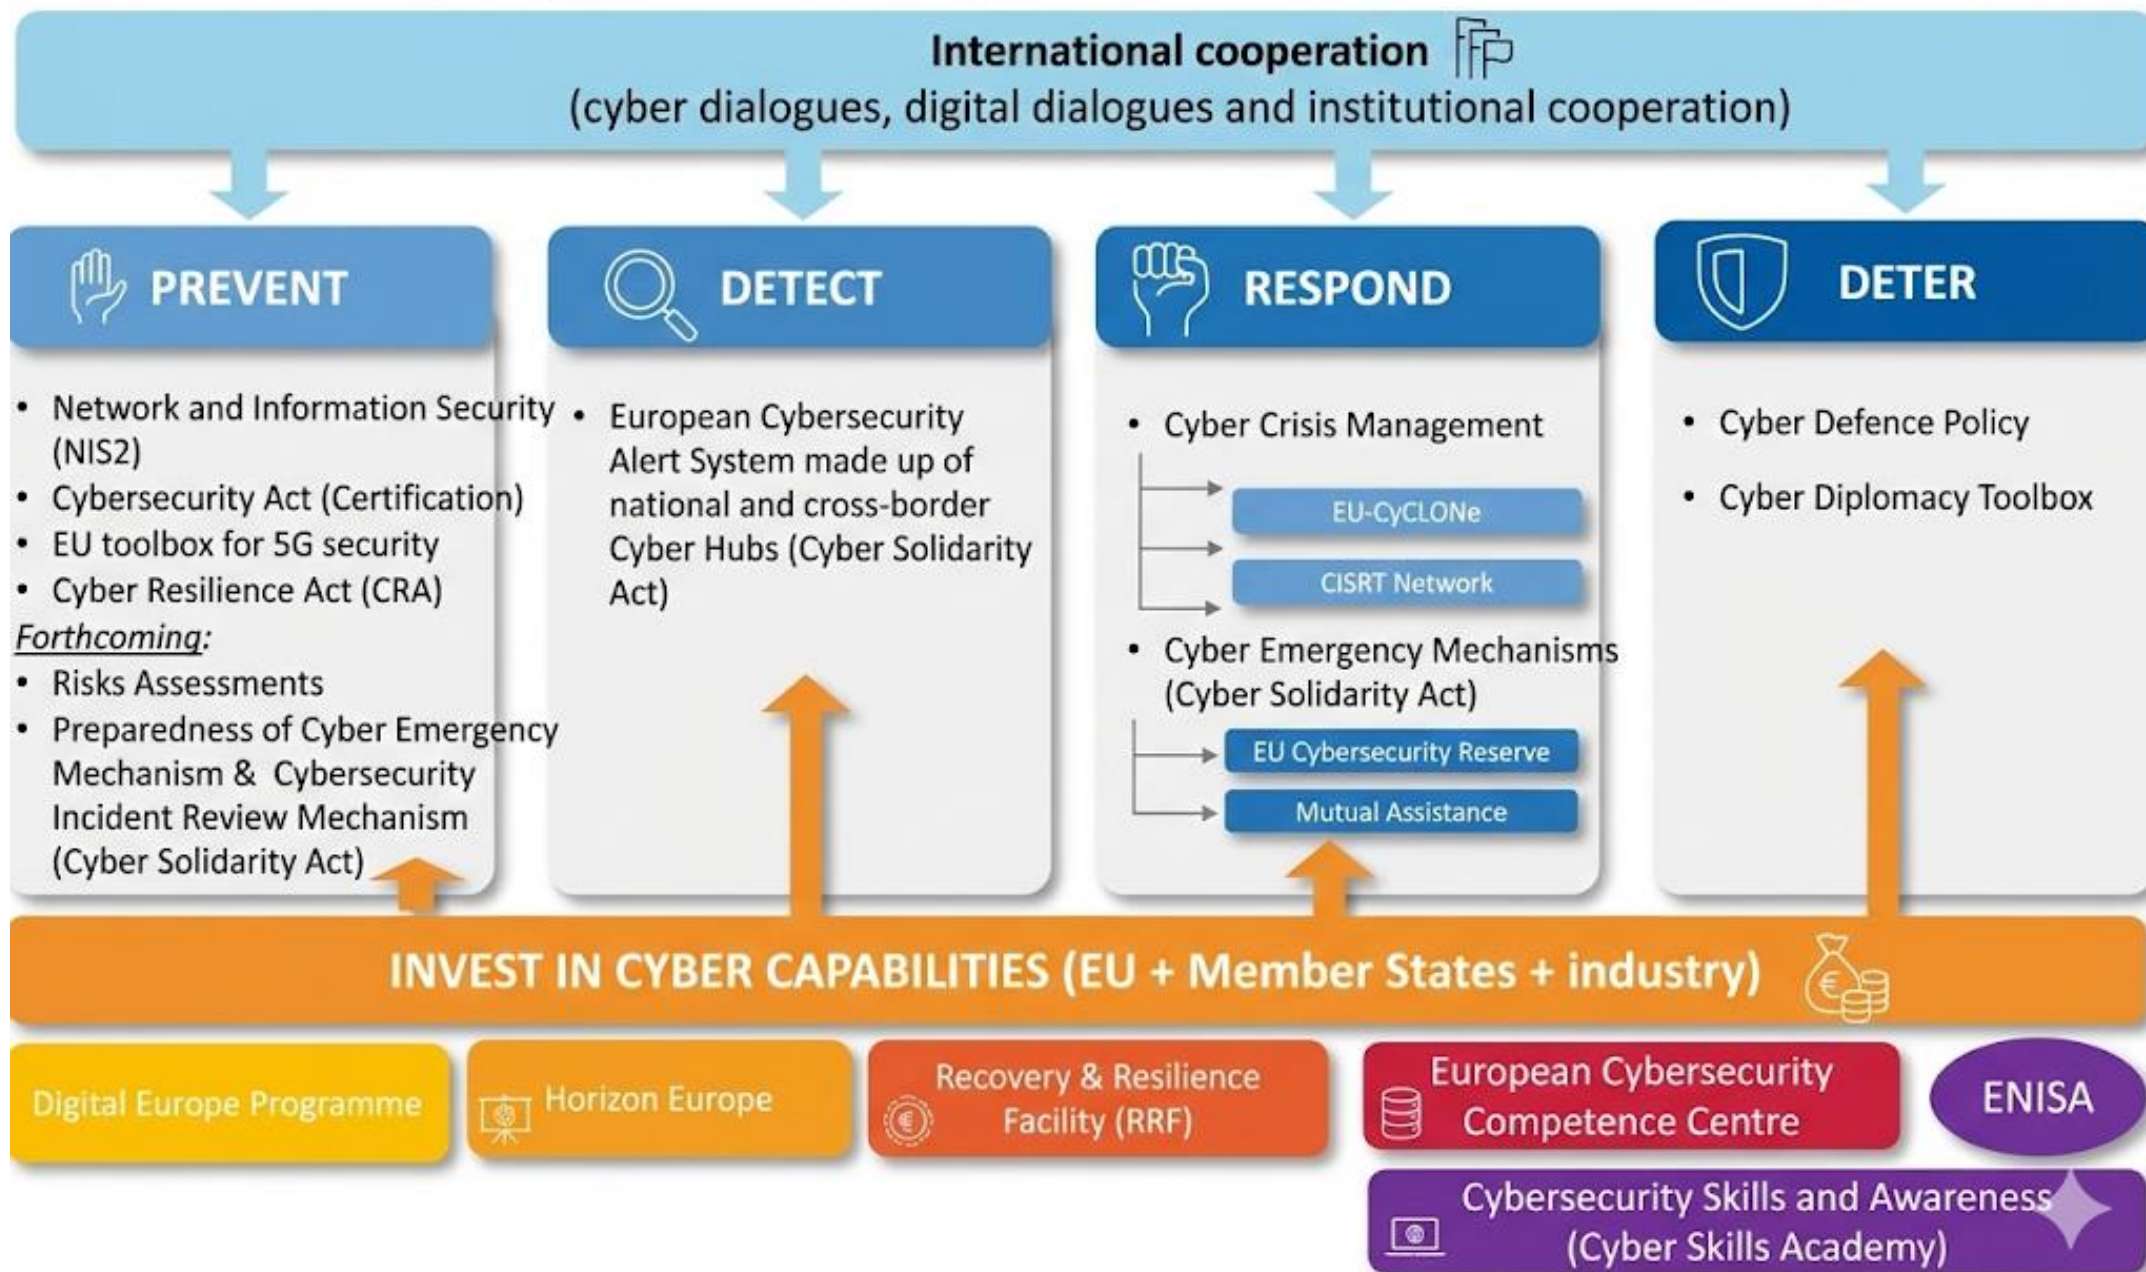 International cooperation
(cyber dialogues, digital dialogues and institutional cooperation)
PREVENT
• Network and Information Security
(NIS2)
• Cybersecurity Act (Certification)
• EU toolbox for 5G security
• Cyber Resilience Act (CRA)
Forthcoming:
• Risks Assessments
• Preparedness of Cyber Emergency
Mechanism & Cybersecurity
Incident Review Mechanism
(Cyber Solidarity Act)
DETECT
• European Cybersecurity
Alert System made up of
national and cross-border
Cyber Hubs (Cyber Solidarity
Act)
RESPOND
• Cyber Crisis Management
EU-CyCLONe
CISRT Network
• Cyber Emergency Mechanisms
(Cyber Solidarity Act)
EU Cybersecurity Reserve
Mutual Assistance
DETER
• Cyber Defence Policy
• Cyber Diplomacy Toolbox
INVEST IN CYBER CAPABILITIES (EU + Member States + industry)
Digital Europe Programme
Horizon Europe
Recovery & Resilience
Facility (RRF)
European Cybersecurity
Competence Centre
ENISA
Cybersecurity Skills and Awareness
(Cyber Skills Academy)